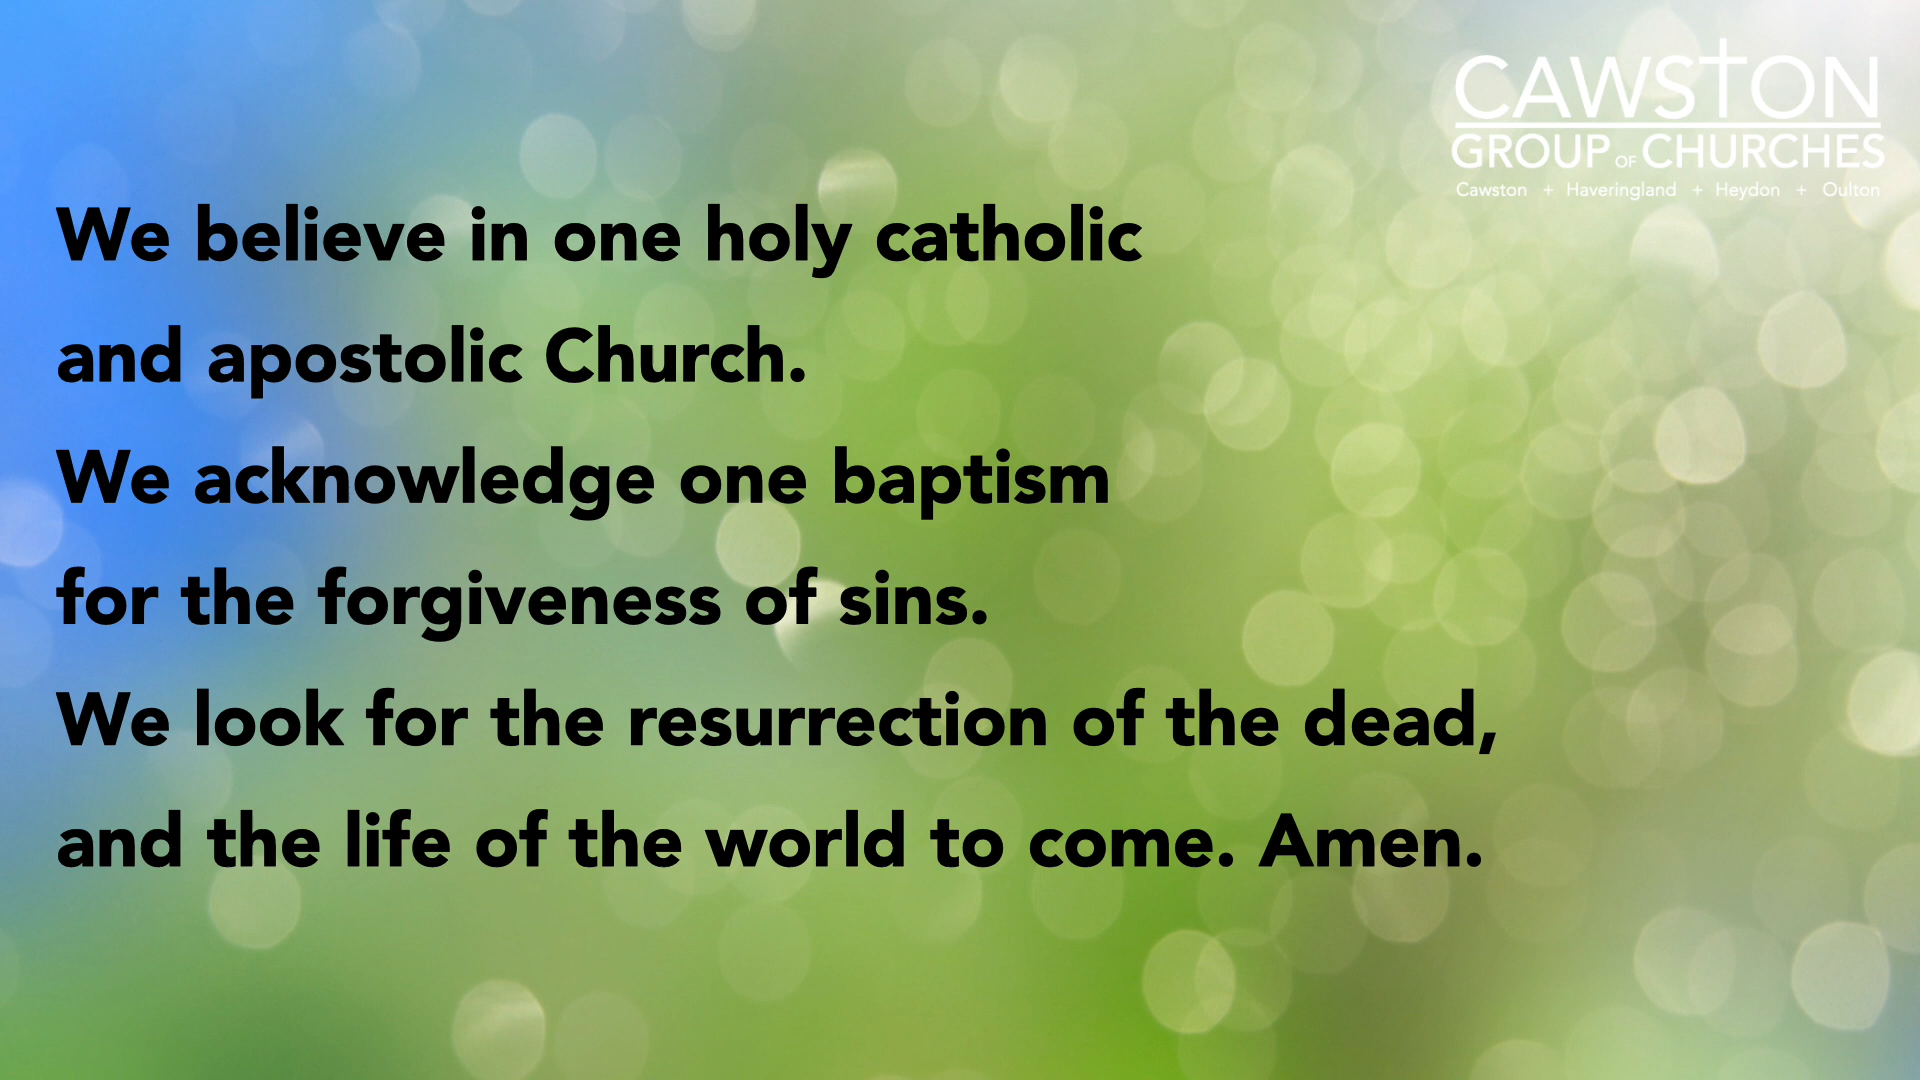 CAWSTON
GROUP OF CHURCHES
Cawston + Haveringland + Heydon + Oulton
We believe in one holy catholic
and apostolic Church.
We acknowledge one baptism
for the forgiveness of sins.
We look for the resurrection of the dead,
and the life of the world to come. Amen.